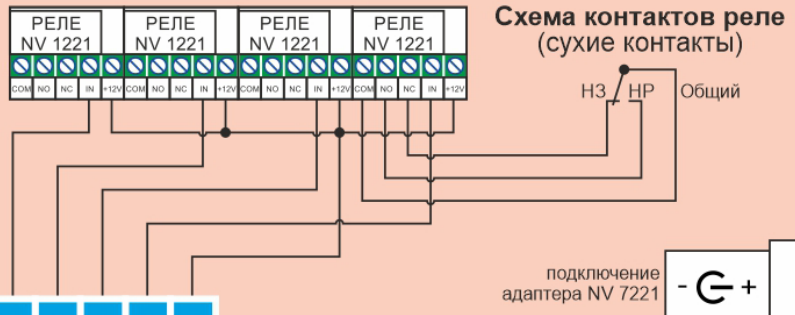 РЕЛЕ
NV 1221
РЕЛЕ
NV 1221
РЕЛЕ
NV 1221
РЕЛЕ
NV 1221
COM NO NC IN +12V COM NO NC IN +12V COM NO NC IN +12V COM NO NC IN +12V
Схема контактов реле
(сухие контакты)
НЗ НР Общий
подключение
адаптера NV 7221
- +